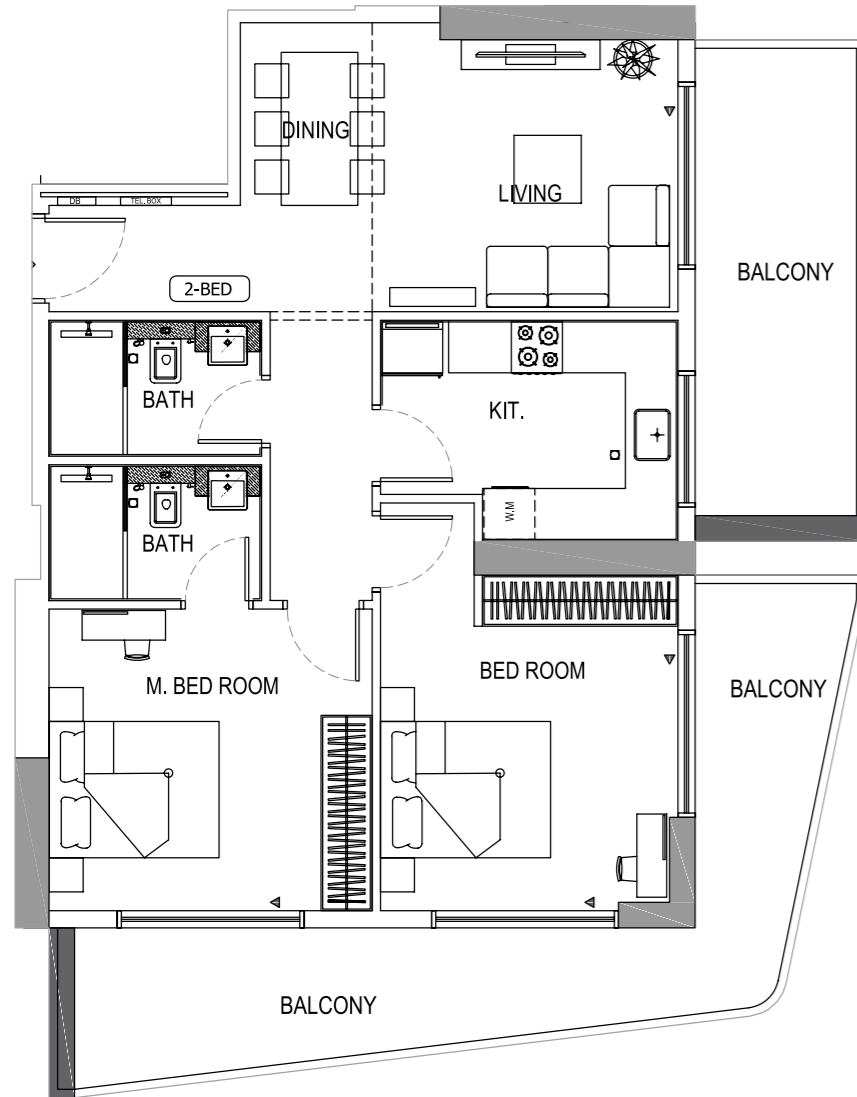 DINING
LIVING
DB
TEL. BOX
2-BED
BALCONY
BATH
KIT.
W.M
BATH
M. BED ROOM
BED ROOM
BALCONY
BALCONY